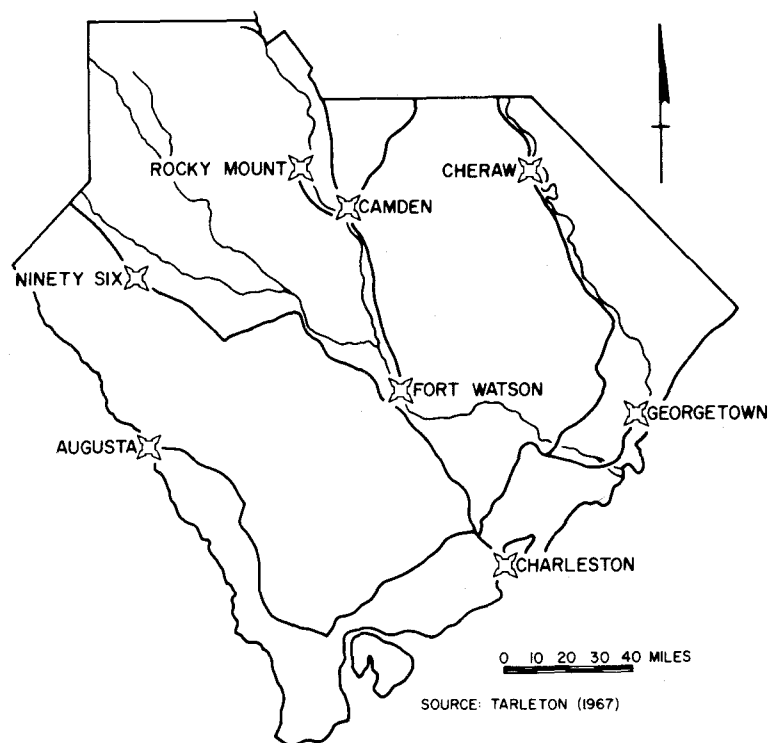 ROCKY MOUNT
CHERAW
CAMDEN
NINETY SIX
FORT WATSON
GEORGETOWN
AUGUSTA
CHARLESTON
0 10 20 30 40 MILES
SOURCE: TARLETON (1967)